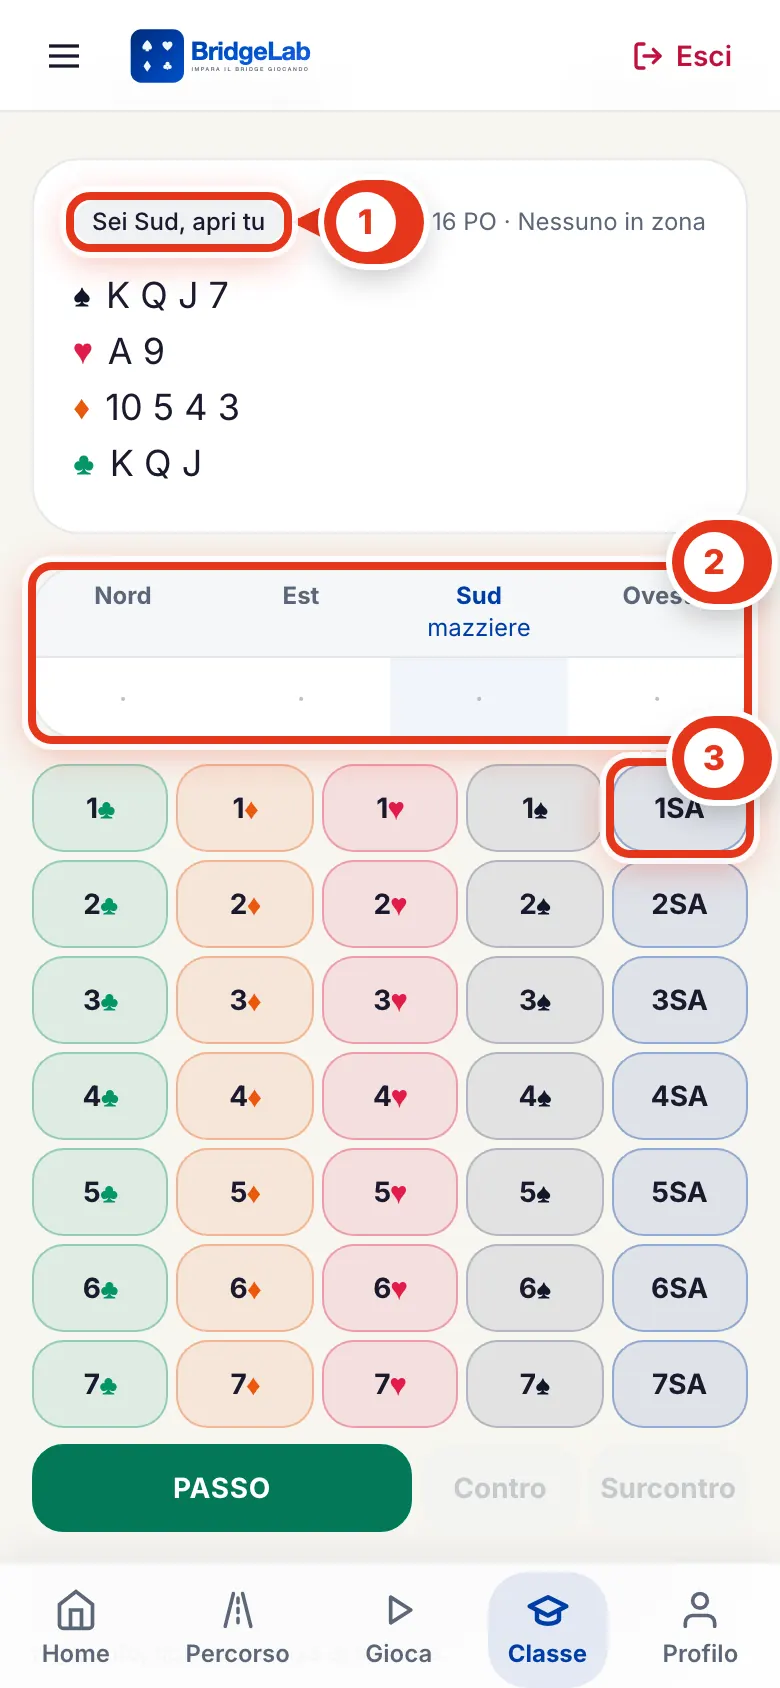 BridgeLab
IMPARA IL BRIDGE GIOCANDO
Esci
Sei Sud, apri tu
1
16 PO · Nessuno in zona
♠ K Q J 7
♥ A 9
♦ 10 5 4 3
♣ K Q J
2
Nord Est Sud
mazziere
3
1♣ 1♦ 1♥ 1♠ 1SA
2♣ 2♦ 2♥ 2♠ 2SA
3♣ 3♦ 3♥ 3♠ 3SA
4♣ 4♦ 4♥ 4♠ 4SA
5♣ 5♦ 5♥ 5♠ 5SA
6♣ 6♦ 6♥ 6♠ 6SA
7♣ 7♦ 7♥ 7♠ 7SA
PASSO Contro Surcontro
Home Percorso Gioca Classe Profilo